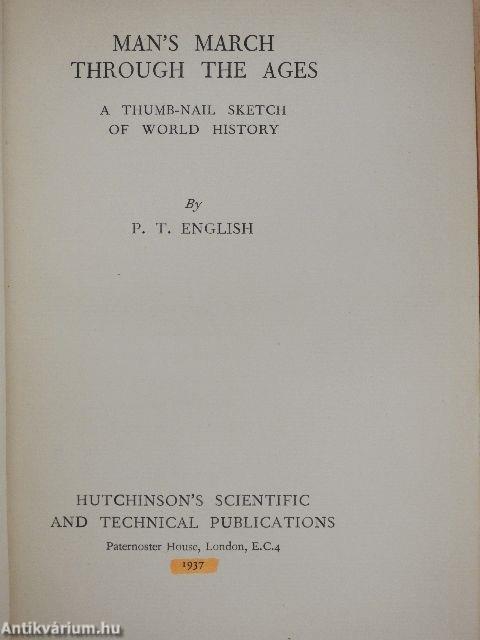 MAN'S MARCH
THROUGH THE AGES
A THUMB-NAIL SKETCH
OF WORLD HISTORY
By
P. T. ENGLISH
HUTCHINSON'S SCIENTIFIC
AND TECHNICAL PUBLICATIONS
Paternoster House, London, E.C.4
1937
Antikvárium.hu